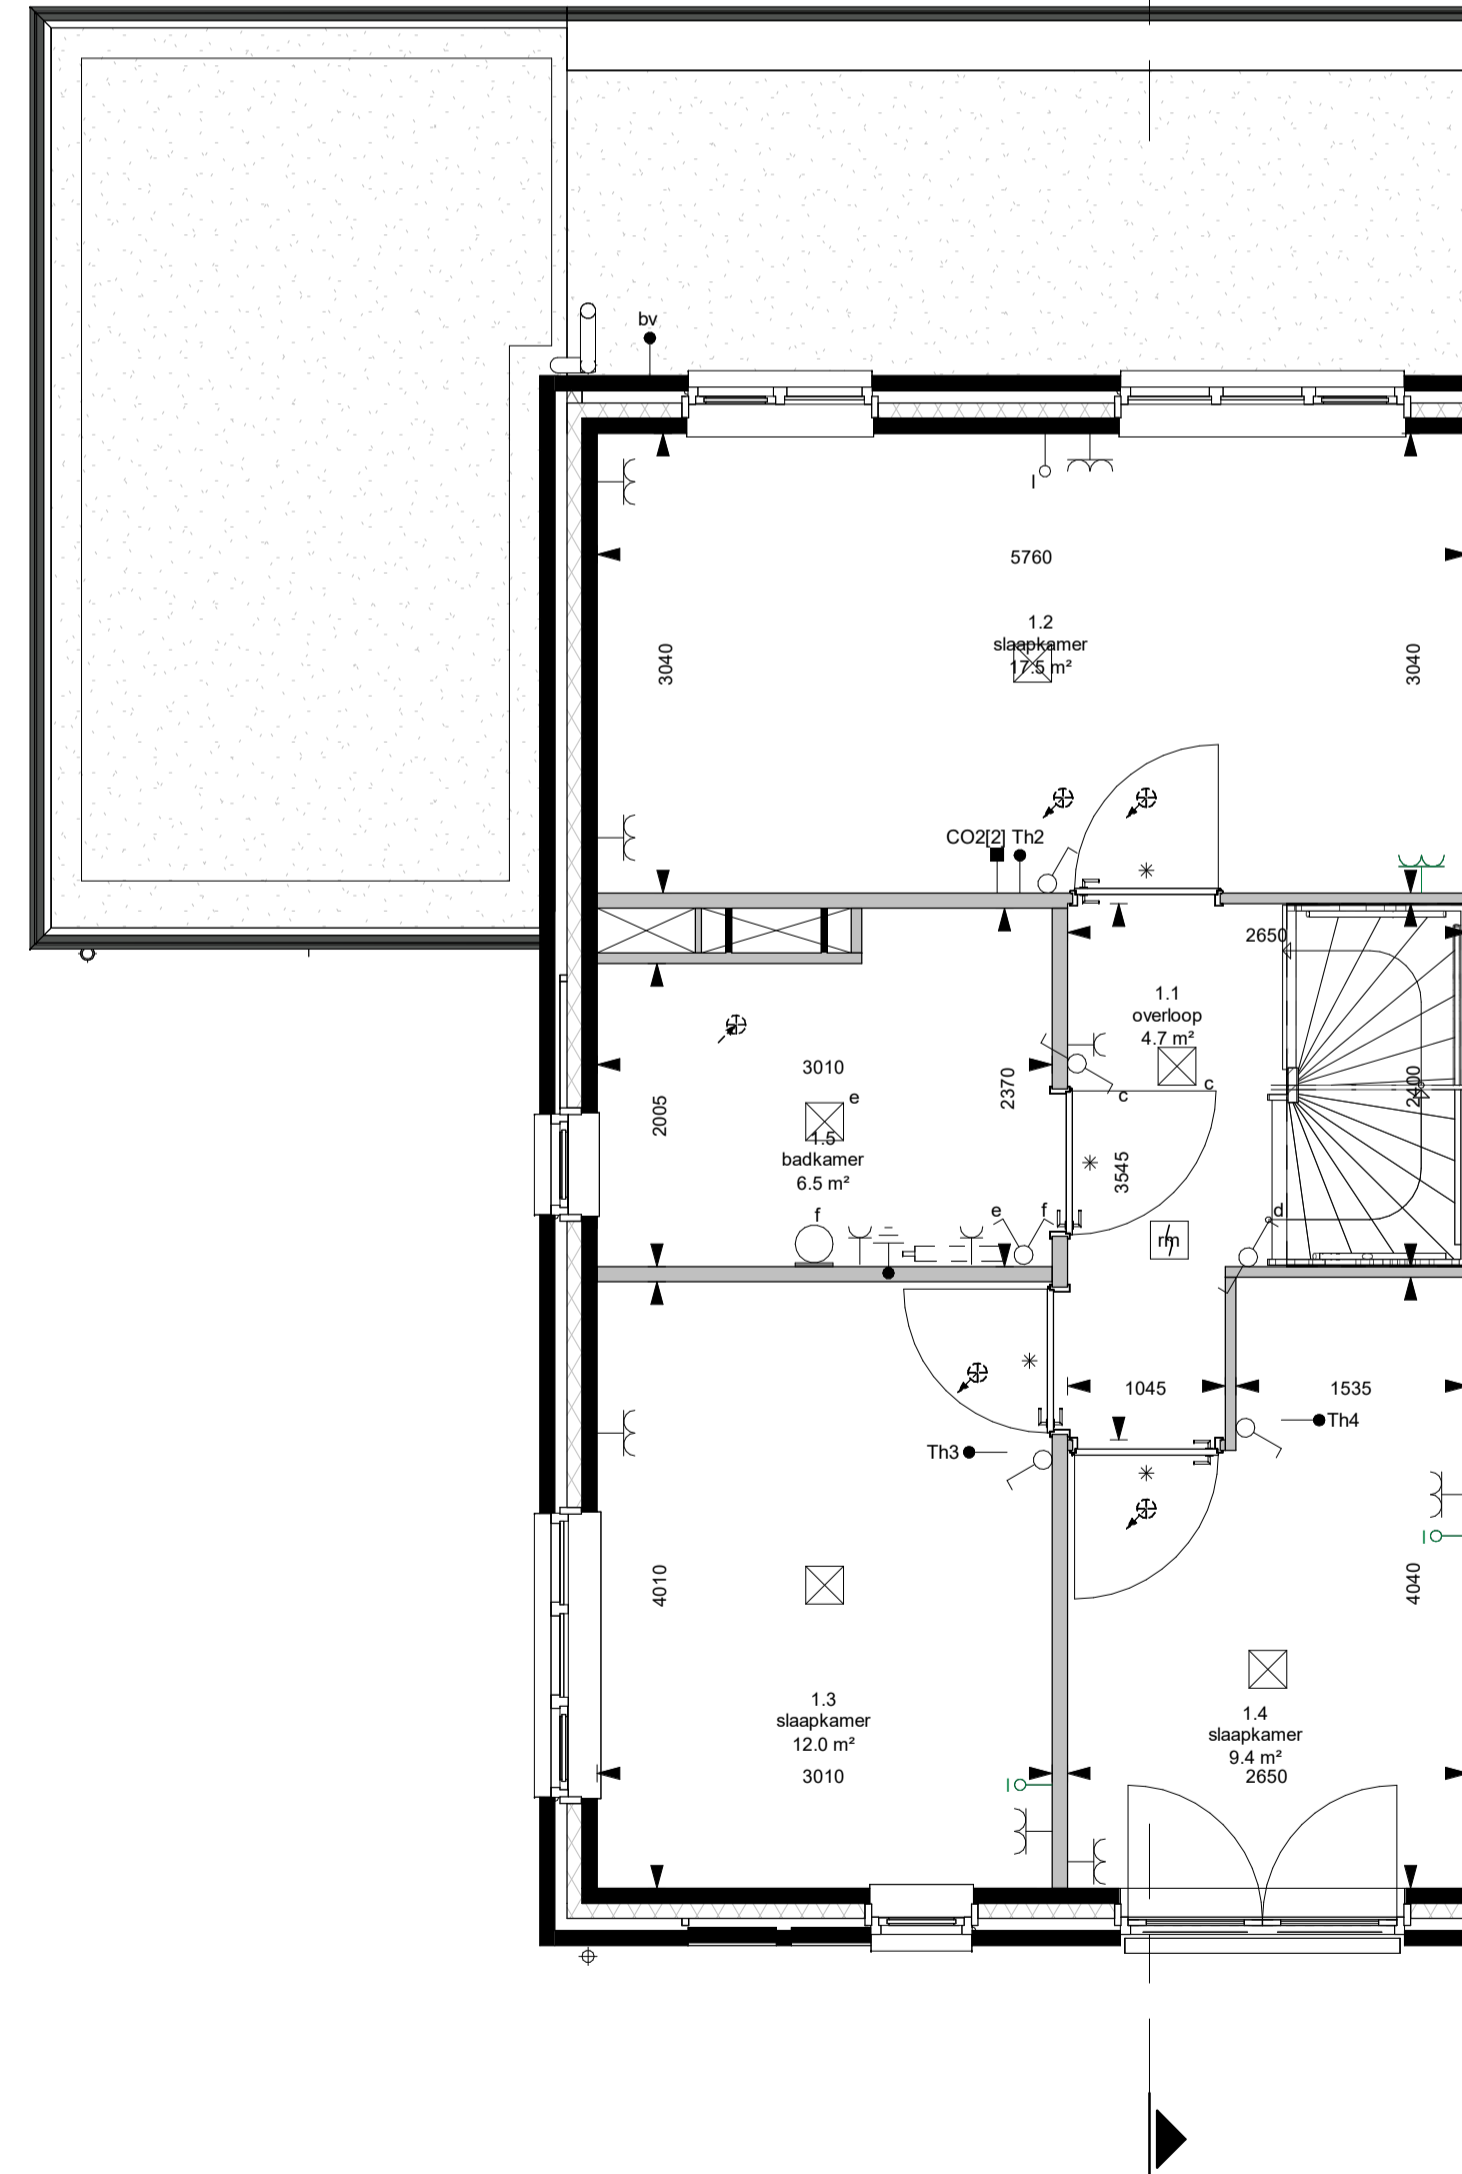 bv
l
5760
1.2
slaapkamer
17.5 m²
3040
3040
CO2[2] Th2
2650
1.1
overloop
4.7 m²
3010
2370
2005
e
c
c
2400
1.5
badkamer
6.5 m²
3545
f
e
f
d
rm
1045
1535
Th4
Th3
l
4010
4040
1.3
slaapkamer
12.0 m²
3010
1.4
slaapkamer
9.4 m²
2650
l